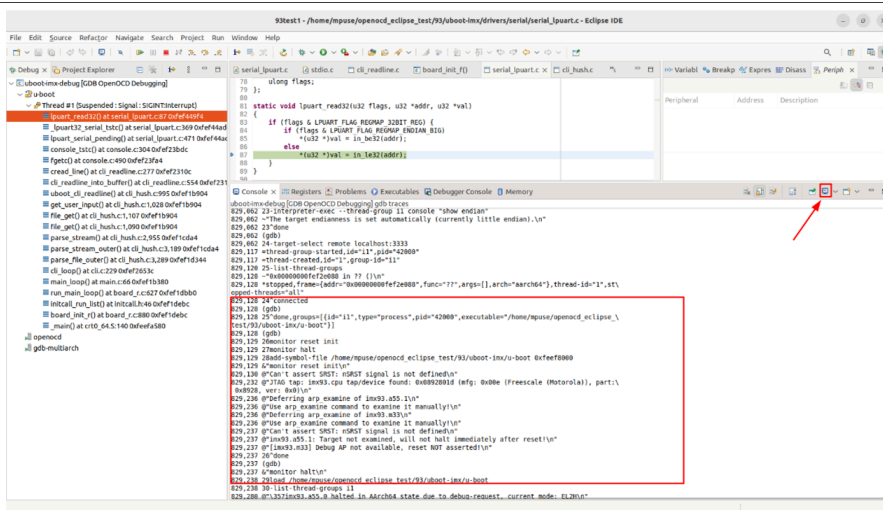 93test1 - /home/mpuse/openocd_eclipse_test/93/uboot-imx/drivers/serial/serial_lpuart.c - Eclipse IDE
File Edit Source Refactor Navigate Search Project Run Window Help
Debug × Project Explorer
uboot-imx-debug [GDB OpenOCD Debugging]
u-boot
Thread #1 (Suspended : Signal : SIGINT:Interrupt)
lpuart_read32() at serial_lpuart.c:87 0xfef449f4
_lpuart32_serial_tstc() at serial_lpuart.c:369 0xfef44ad
lpuart_serial_pending() at serial_lpuart.c:471 0xfef44ac
console_tstc() at console.c:304 0xfef23bdc
fgetc() at console.c:490 0xfef23fa4
cread_line() at cli_readline.c:277 0xfef2310c
cli_readline_into_buffer() at cli_readline.c:554 0xfef231
uboot_cli_readline() at cli_hush.c:995 0xfef1b904
get_user_input() at cli_hush.c:1,028 0xfef1b904
file_get() at cli_hush.c:1,107 0xfef1b904
file_get() at cli_hush.c:1,090 0xfef1b904
parse_stream() at cli_hush.c:2,955 0xfef1cda4
parse_stream_outer() at cli_hush.c:3,189 0xfef1cda4
parse_file_outer() at cli_hush.c:3,289 0xfef1d344
cli_loop() at cli.c:229 0xfef2653c
main_loop() at main.c:66 0xfef1b380
run_main_loop() at board_r.c:627 0xfef1dbb0
initcall_run_list() at initcall.h:46 0xfef1debc
board_init_r() at board_r.c:880 0xfef1debc
_main() at crt0_64.S:140 0xfeefa580
openocd
gdb-multiarch
serial_lpuart.c stdio.c cli_readline.c board_init_f() serial_lpuart.c × cli_hush.c
78 ulong flags;
79 };
80
81 static void lpuart_read32(u32 flags, u32 *addr, u32 *val)
82 {
83 if (flags & LPUART_FLAG_REGMAP_32BIT_REG) {
84 if (flags & LPUART_FLAG_REGMAP_ENDIAN_BIG)
85 *(u32 *)val = in_be32(addr);
86 else
87 *(u32 *)val = in_le32(addr);
88 }
89 }
Variabl Breakp Expres Disass Periph ×
Peripheral Address Description
Console × Registers Problems Executables Debugger Console Memory
uboot-imx-debug [GDB OpenOCD Debugging] gdb traces
829,062 23-interpreter-exec --thread-group i1 console "show endian"
829,062 ~"The target endianness is set automatically (currently little endian).\n"
829,062 23^done
829,062 (gdb)
829,062 24-target-select remote localhost:3333
829,117 =thread-group-started,id="i1",pid="42000"
829,117 =thread-created,id="1",group-id="i1"
829,120 25-list-thread-groups
829,128 ~"0x00000000fef2e088 in ?? ()\n"
829,128 *stopped,frame={addr="0x00000000fef2e088",func="??",args=[],arch="aarch64"},thread-id="1",st\
opped-threads="all"
829,128 24^connected
829,128 (gdb)
829,128 25^done,groups=[{id="i1",type="process",pid="42000",executable="/home/mpuse/openocd_eclipse_\
test/93/uboot-imx/u-boot"}]
829,129 (gdb)
829,129 26monitor reset init
829,129 27monitor halt
829,129 28add-symbol-file /home/mpuse/openocd_eclipse_test/93/uboot-imx/u-boot 0xfeef8000
829,129 &"monitor reset init\n"
829,130 @"Can't assert SRST: nSRST signal is not defined\n"
829,232 @"JTAG tap: imx93.cpu tap/device found: 0x0892801d (mfg: 0x00e (Freescale (Motorola)), part:\
0x8928, ver: 0x0)\n"
829,236 @"Deferring arp_examine of imx93.a55.1\n"
829,236 @"Use arp_examine command to examine it manually!\n"
829,236 @"Deferring arp_examine of imx93.m33\n"
829,236 @"Use arp_examine command to examine it manually!\n"
829,237 @"Can't assert SRST: nSRST signal is not defined\n"
829,237 @"imx93.a55.1: Target not examined, will not halt immediately after reset!\n"
829,237 @"[imx93.m33] Debug AP not available, reset NOT asserted!\n"
829,237 26^done
829,237 (gdb)
829,237 &"monitor halt\n"
829,238 29load /home/mpuse/openocd_eclipse_test/93/uboot-imx/u-boot
829,238 30-list-thread-groups i1
829,288 @"\357imx93.a55.0 halted in AArch64 state due to debug-request, current mode: EL2H\n"